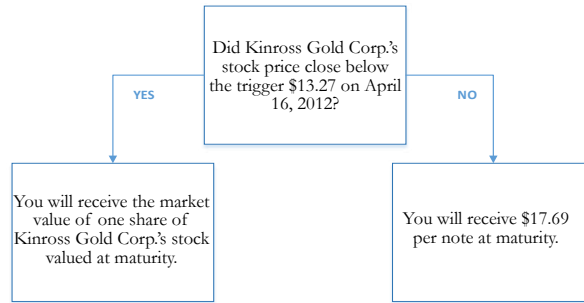 Did Kinross Gold Corp.'s
stock price close below
the trigger $13.27 on April
16, 2012?
YES
NO
You will receive the market
value of one share of
Kinross Gold Corp.'s stock
valued at maturity.
You will receive $17.69
per note at maturity.